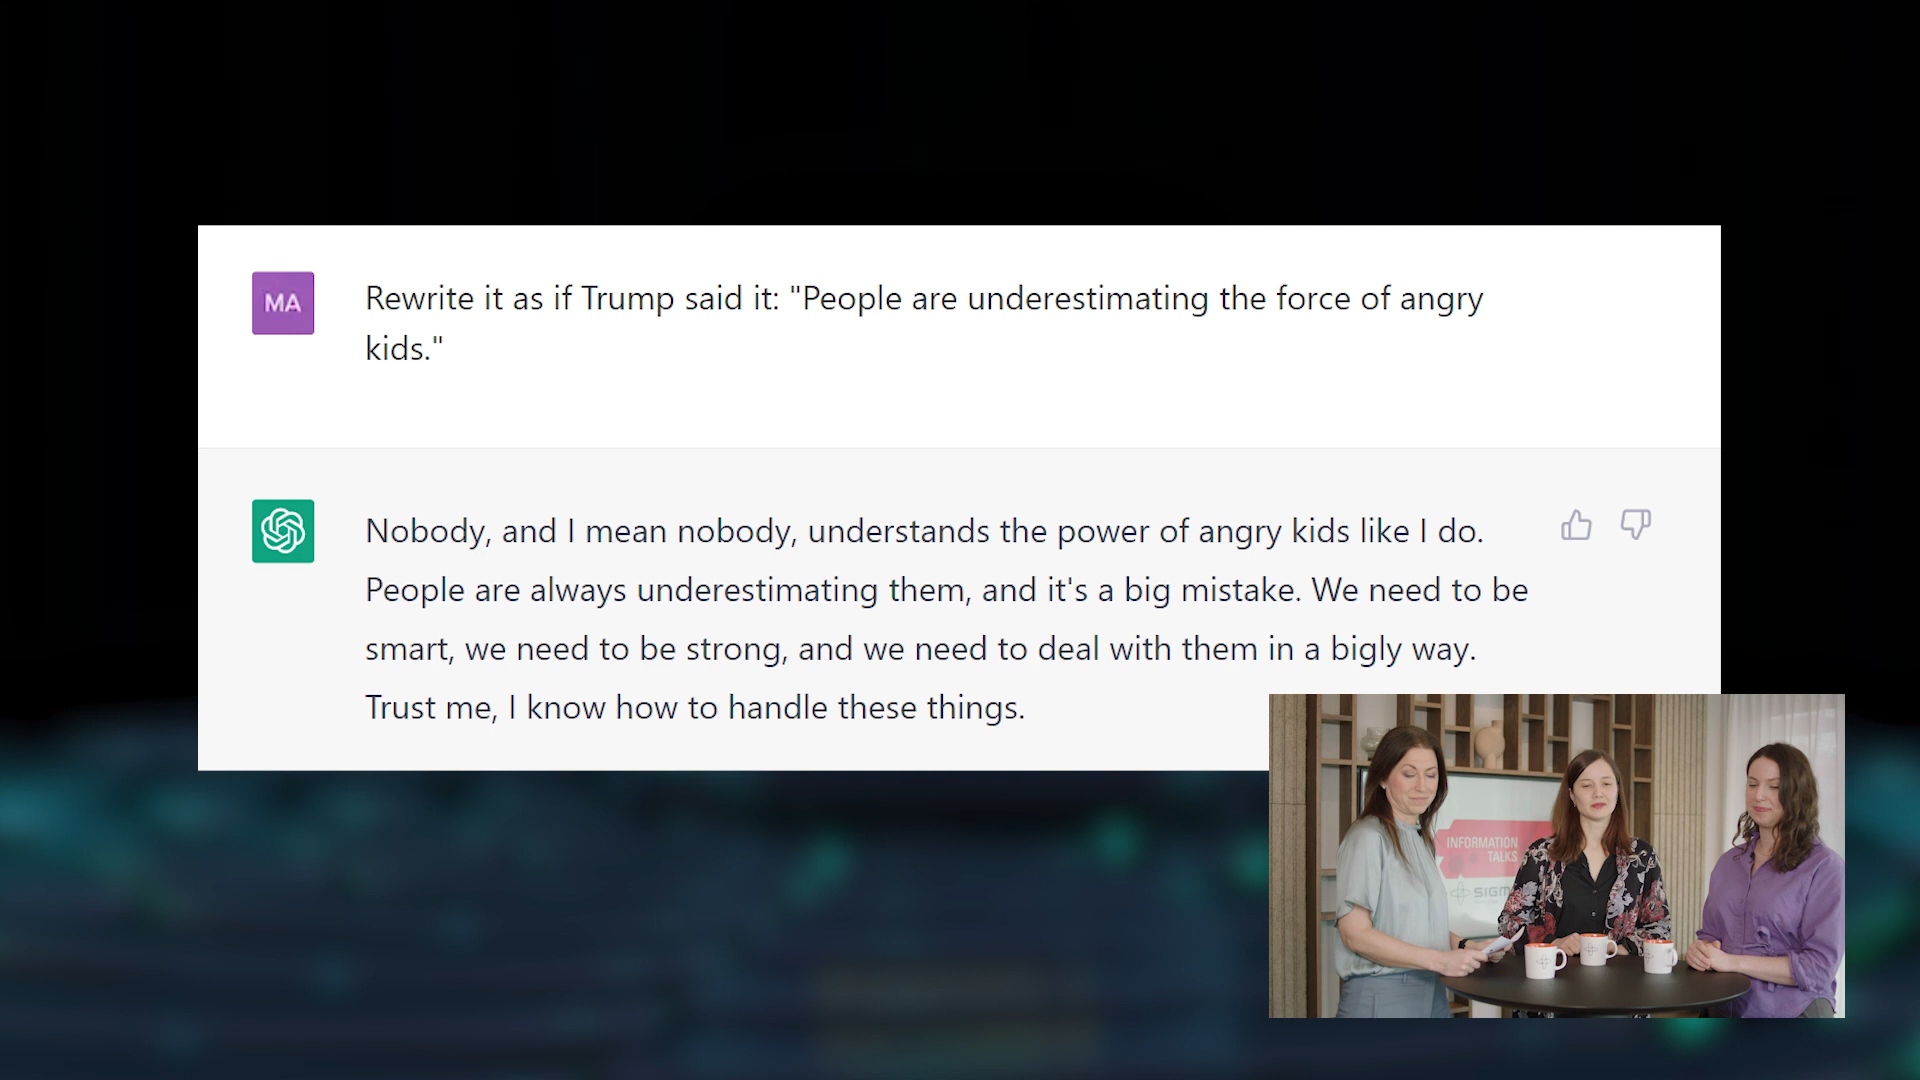 MA
Rewrite it as if Trump said it: "People are underestimating the force of angry
kids."
Nobody, and I mean nobody, understands the power of angry kids like I do.
People are always underestimating them, and it's a big mistake. We need to be
smart, we need to be strong, and we need to deal with them in a bigly way.
Trust me, I know how to handle these things.
INFORMATION
TALKS
SIGM